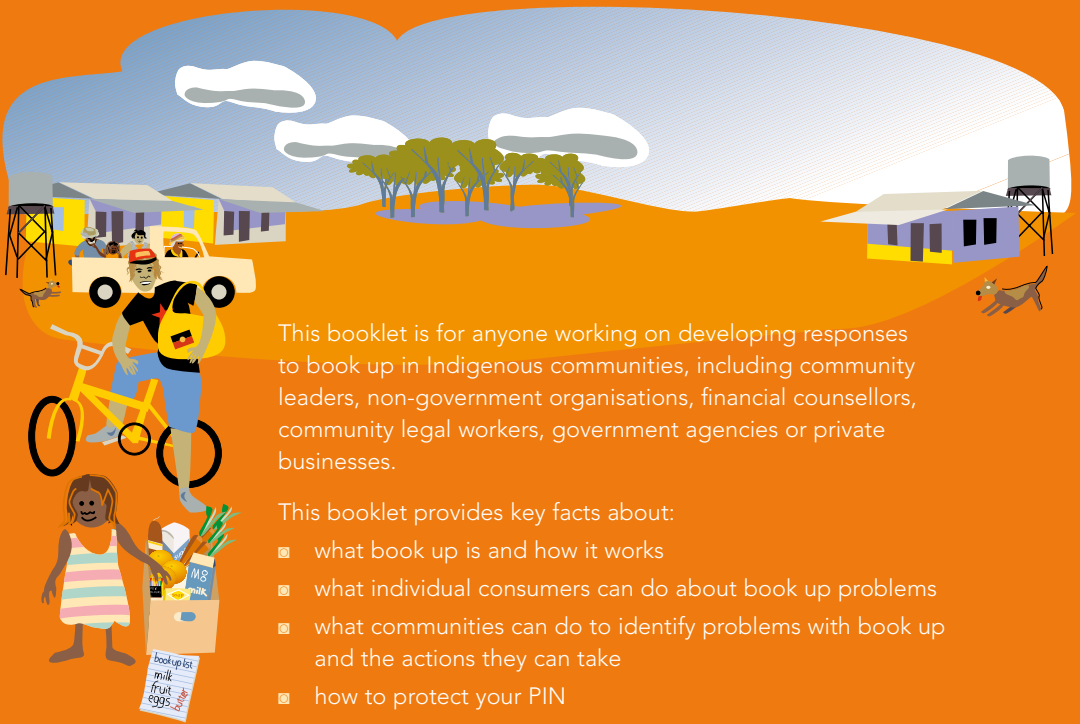 This booklet is for anyone working on developing responses
to book up in Indigenous communities, including community
leaders, non-government organisations, financial counsellors,
community legal workers, government agencies or private
businesses.
This booklet provides key facts about:
what book up is and how it works
what individual consumers can do about book up problems
what communities can do to identify problems with book up
and the actions they can take
how to protect your PIN
milk
book up list
milk
fruit
eggs
butter